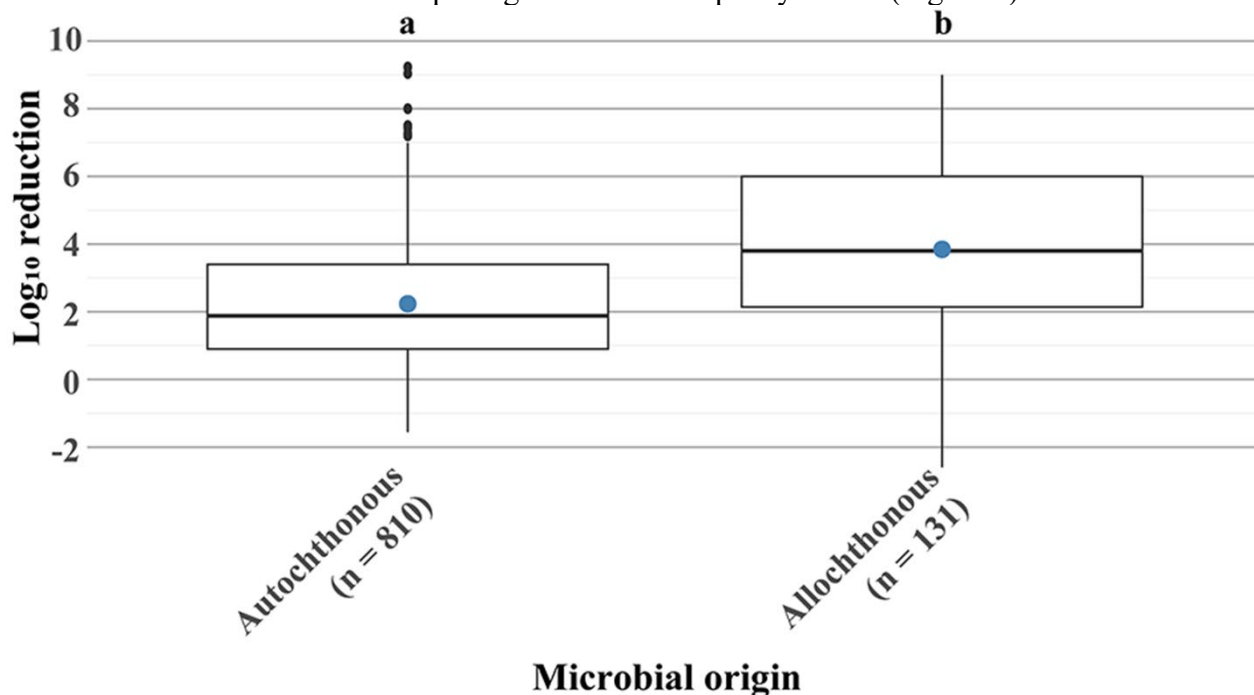 a b
10
8
6
4
2
0
-2
Log₁₀ reduction
Autochthonous
(n = 810)
Allochthonous
(n = 131)
Microbial origin